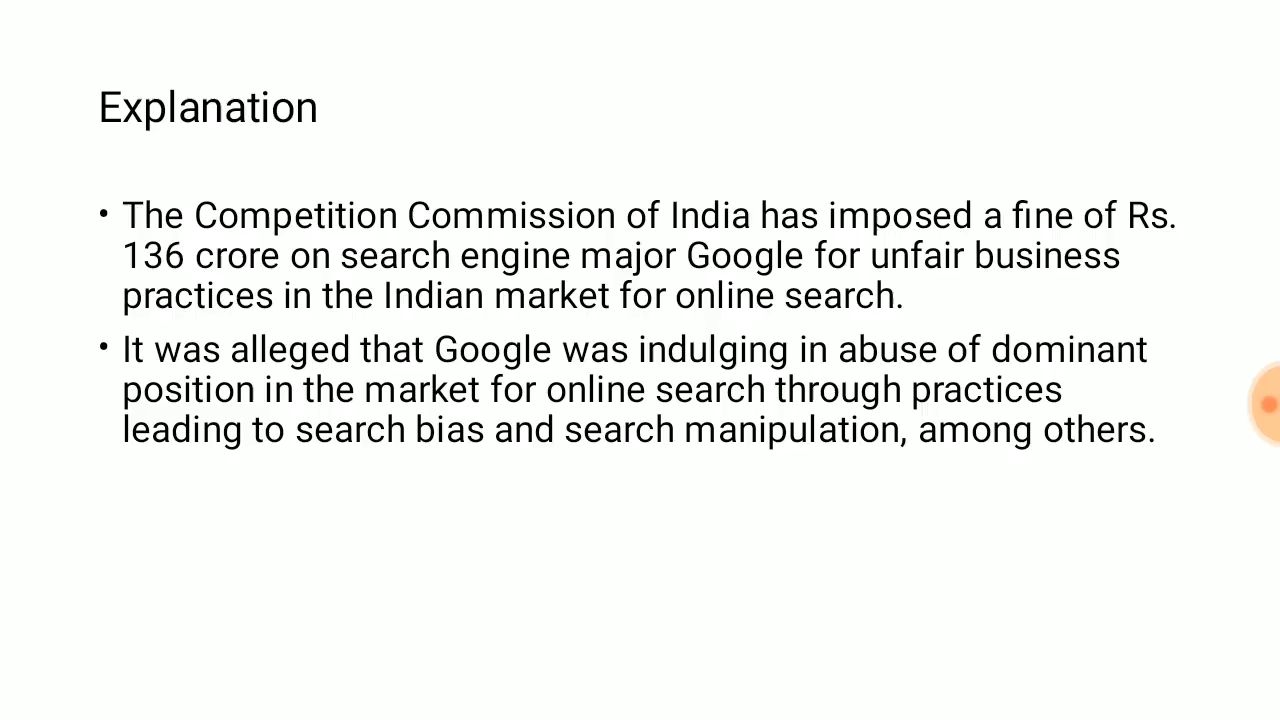 Explanation
• The Competition Commission of India has imposed a fine of Rs.
136 crore on search engine major Google for unfair business
practices in the Indian market for online search.
• It was alleged that Google was indulging in abuse of dominant
position in the market for online search through practices
leading to search bias and search manipulation, among others.